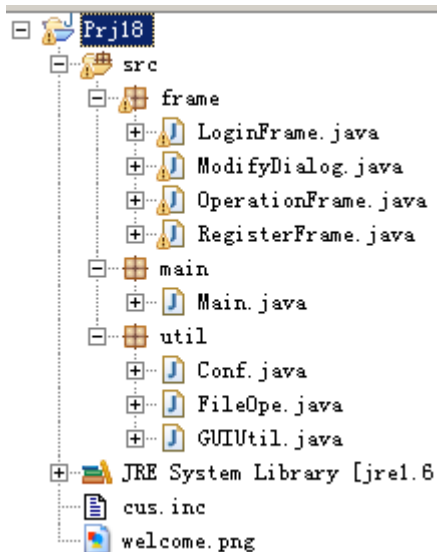 Prj18
src
frame
LoginFrame.java
ModifyDialog.java
OperationFrame.java
RegisterFrame.java
main
Main.java
util
Conf.java
FileOpe.java
GUIUtil.java
JRE System Library [jre1.6
cus.inc
welcome.png